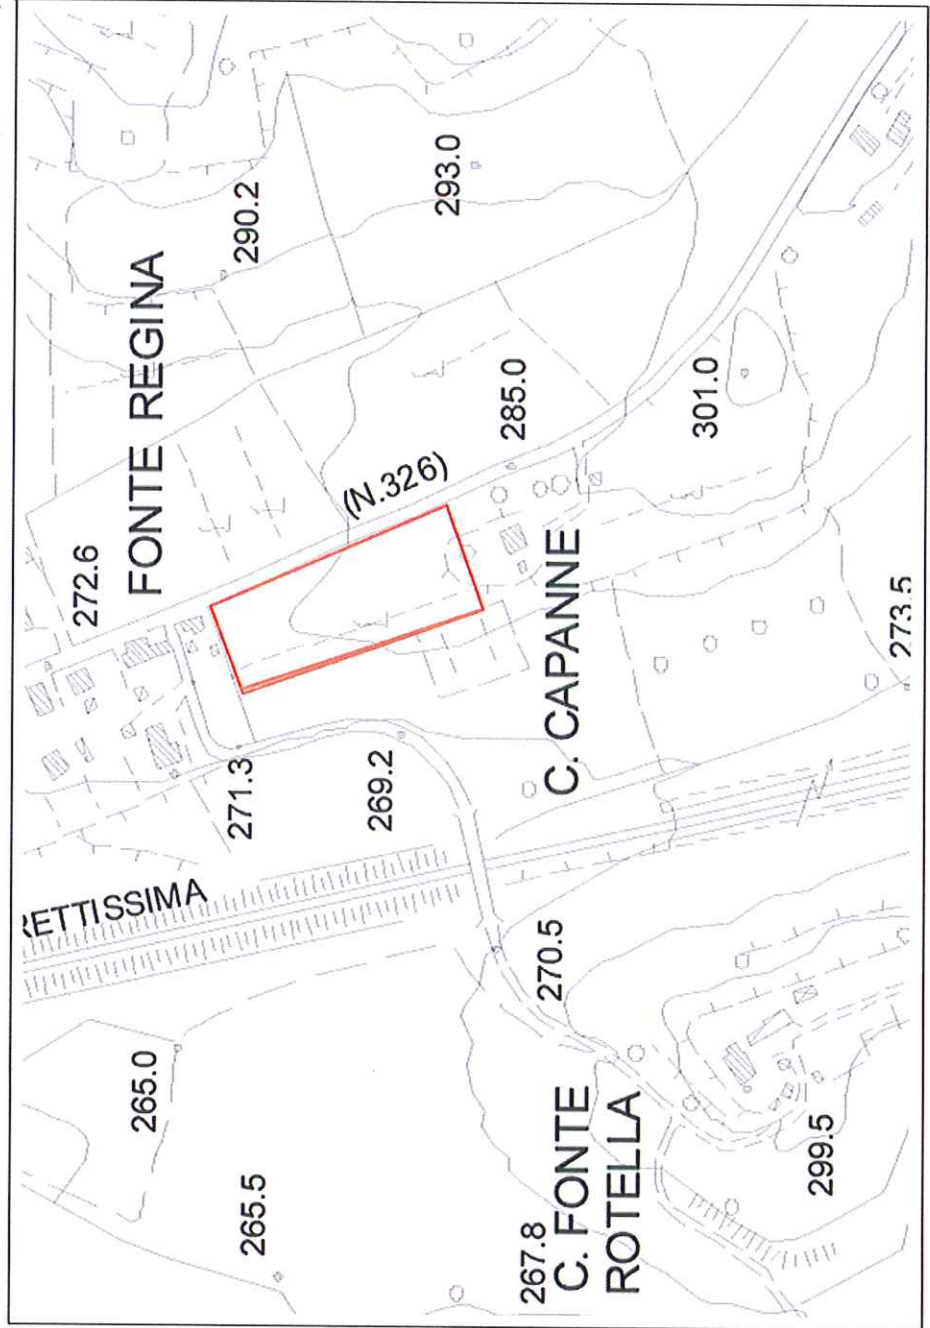 RETTISSIMA
265.0
265.5
267.8
C. FONTE
ROTELLA
299.5
270.5
271.3
269.2
272.6
FONTE REGINA
(N.326)
C. CAPANNE
273.5
285.0
301.0
290.2
293.0